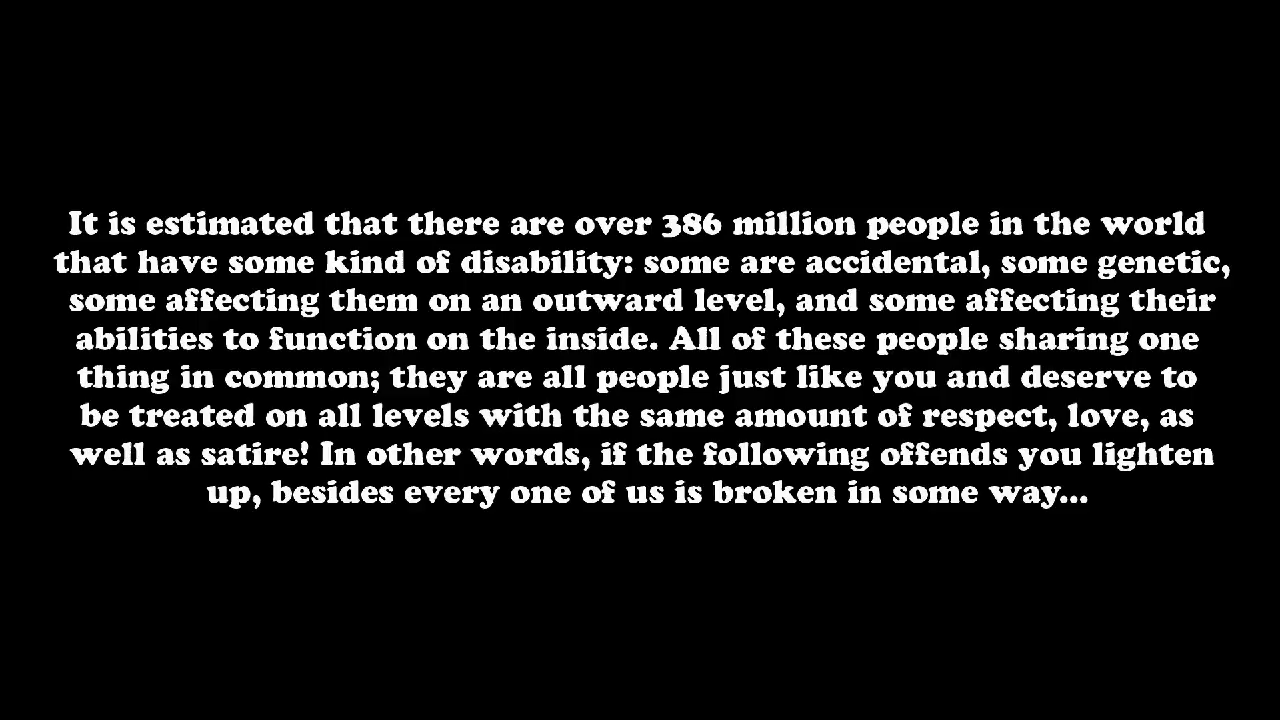 It is estimated that there are over 386 million people in the world
that have some kind of disability: some are accidental, some genetic,
some affecting them on an outward level, and some affecting their
abilities to function on the inside. All of these people sharing one
thing in common; they are all people just like you and deserve to
be treated on all levels with the same amount of respect, love, as
well as satire! In other words, if the following offends you lighten
up, besides every one of us is broken in some way...